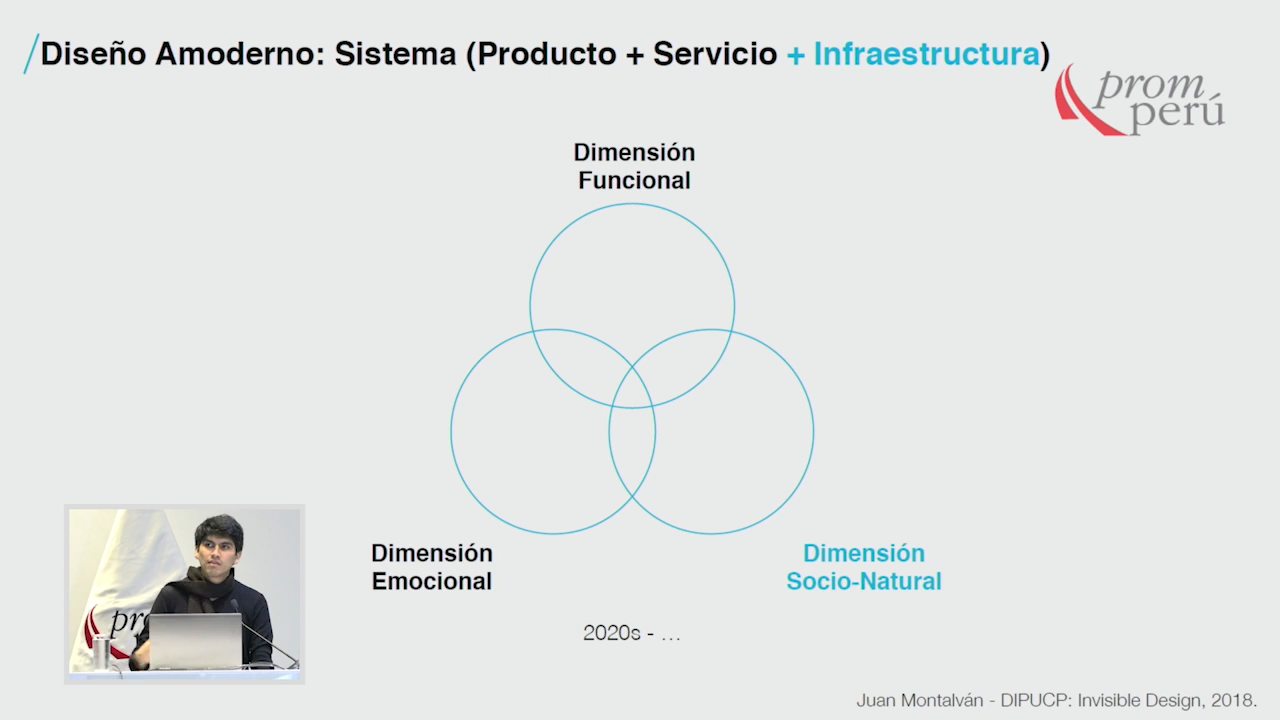 Diseño Amoderno: Sistema (Producto + Servicio + Infraestructura)
prom
perú
Dimensión
Funcional
Dimensión
Emocional
Dimensión
Socio-Natural
2020s - ...
Juan Montalván - DIPUCP: Invisible Design, 2018.